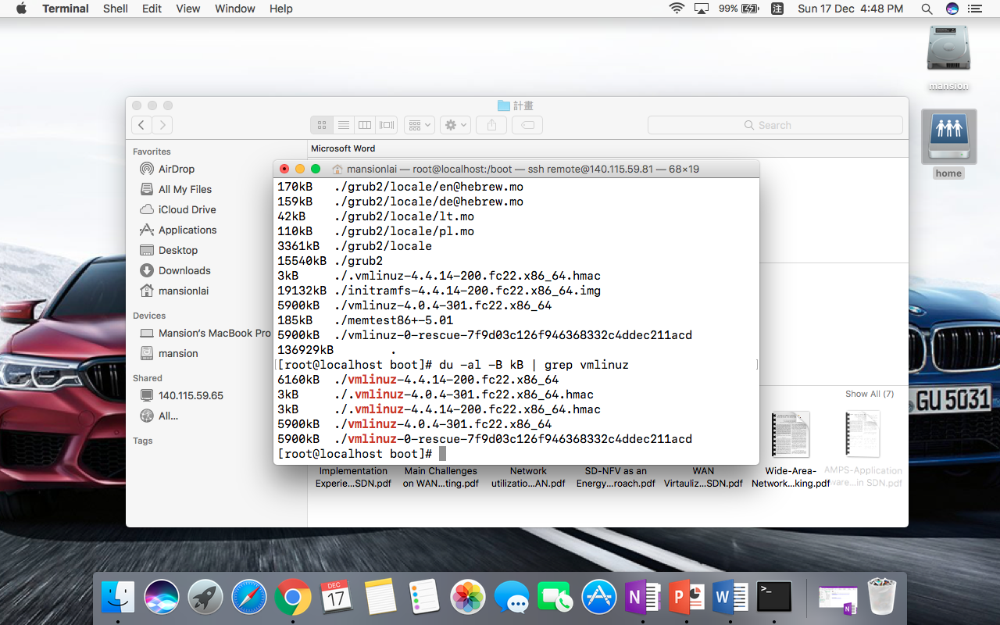 Terminal Shell Edit View Window Help 99% 注 Sun 17 Dec 4:48 PM
mansion
home
計畫
Search
Favorites
AirDrop
All My Files
iCloud Drive
Applications
Desktop
Downloads
mansionlai
Devices
Mansion's MacBook Pro
mansion
Shared
140.115.59.65
All...
Tags
Microsoft Word
mansionlai — root@localhost:/boot — ssh remote@140.115.59.81 — 68×19
170kB ./grub2/locale/en@hebrew.mo
159kB ./grub2/locale/de@hebrew.mo
42kB ./grub2/locale/lt.mo
110kB ./grub2/locale/pl.mo
3361kB ./grub2/locale
15540kB ./grub2
3kB ./.vmlinuz-4.4.14-200.fc22.x86_64.hmac
19132kB ./initramfs-4.4.14-200.fc22.x86_64.img
5900kB ./vmlinuz-4.0.4-301.fc22.x86_64
185kB ./memtest86+-5.01
5900kB ./vmlinuz-0-rescue-7f9d03c126f946368332c4ddec211acd
136929kB .
[[root@localhost boot]# du -al -B kB | grep vmlinuz ]
6160kB ./vmlinuz-4.4.14-200.fc22.x86_64
3kB ./.vmlinuz-4.0.4-301.fc22.x86_64.hmac
3kB ./.vmlinuz-4.4.14-200.fc22.x86_64.hmac
5900kB ./vmlinuz-4.0.4-301.fc22.x86_64
5900kB ./vmlinuz-0-rescue-7f9d03c126f946368332c4ddec211acd
[root@localhost boot]#
Show All (7)
Implementation Experie...SDN.pdf
Main Challenges on WAN...ting.pdf
Network utilizatio...AN.pdf
SD-NFV as an Energy...roach.pdf
WAN Virtauliz...SDN.pdf
Wide-Area-Network...king.pdf
AMPS-Application ware...in SDN.pdf
GU 5031
DEC
17
N
P
W
>_
N